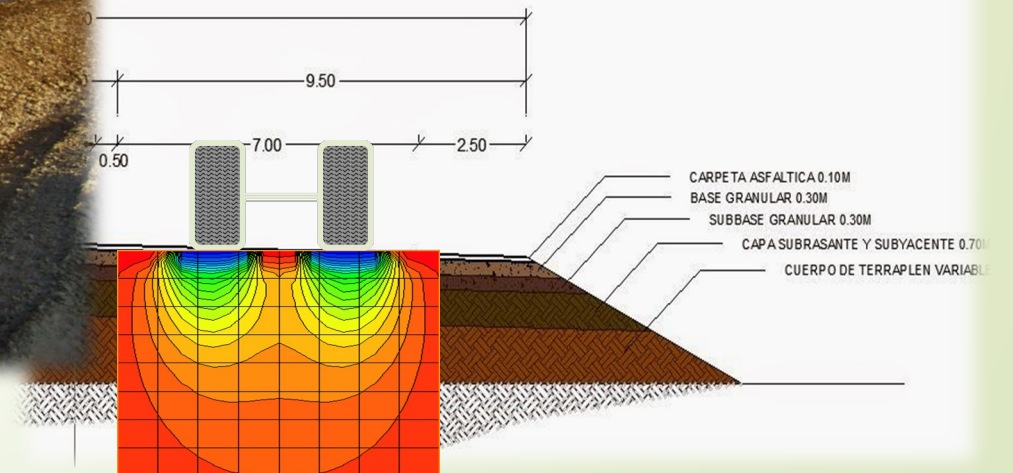 9.50
7.00
2.50
0.50
CARPETA ASFALTICA 0.10M
BASE GRANULAR 0.30M
SUBBASE GRANULAR 0.30M
CAPA SUBRASANTE Y SUBYACENTE 0.70
CUERPO DE TERRAPLEN VARIABLE